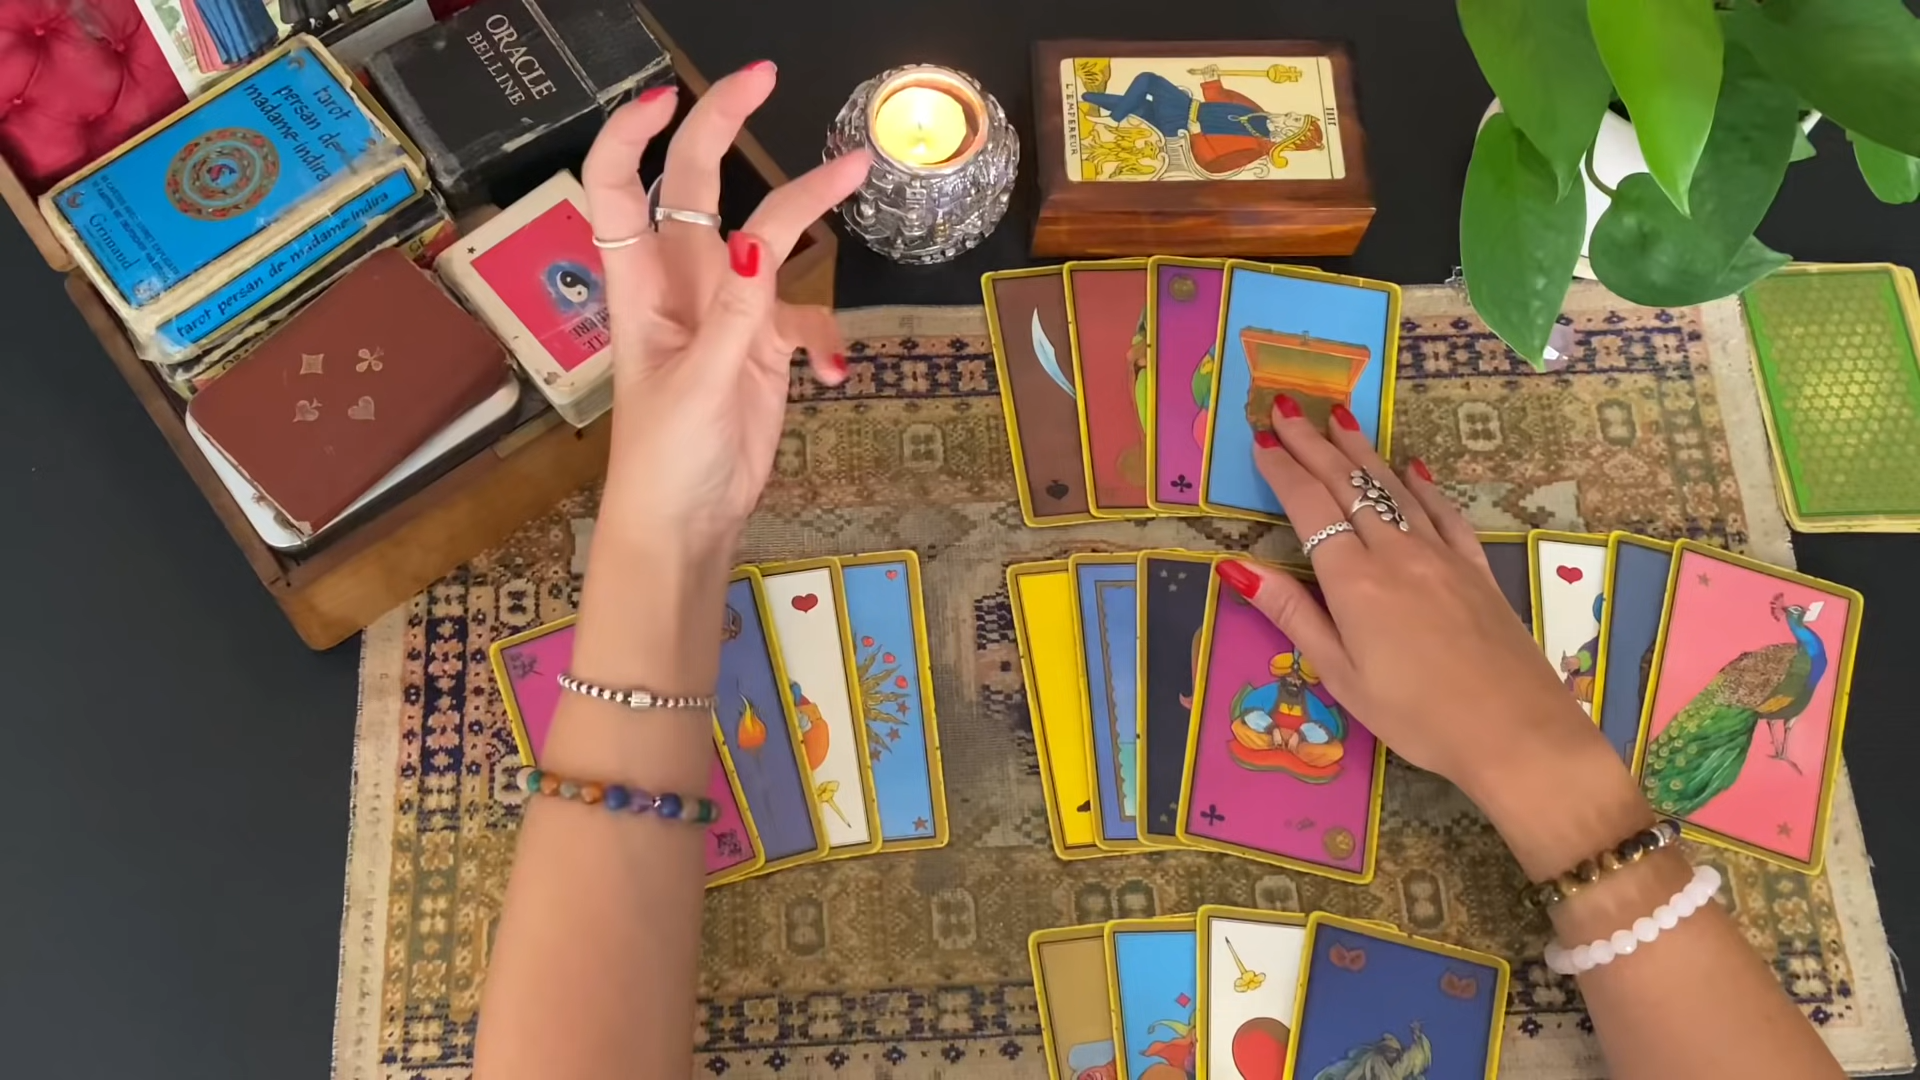 tarot
persan de
madame-indira
Grimaud
tarot persan de madame-indira
ORACLE
BELLINE
L'EMPEREUR
IIII